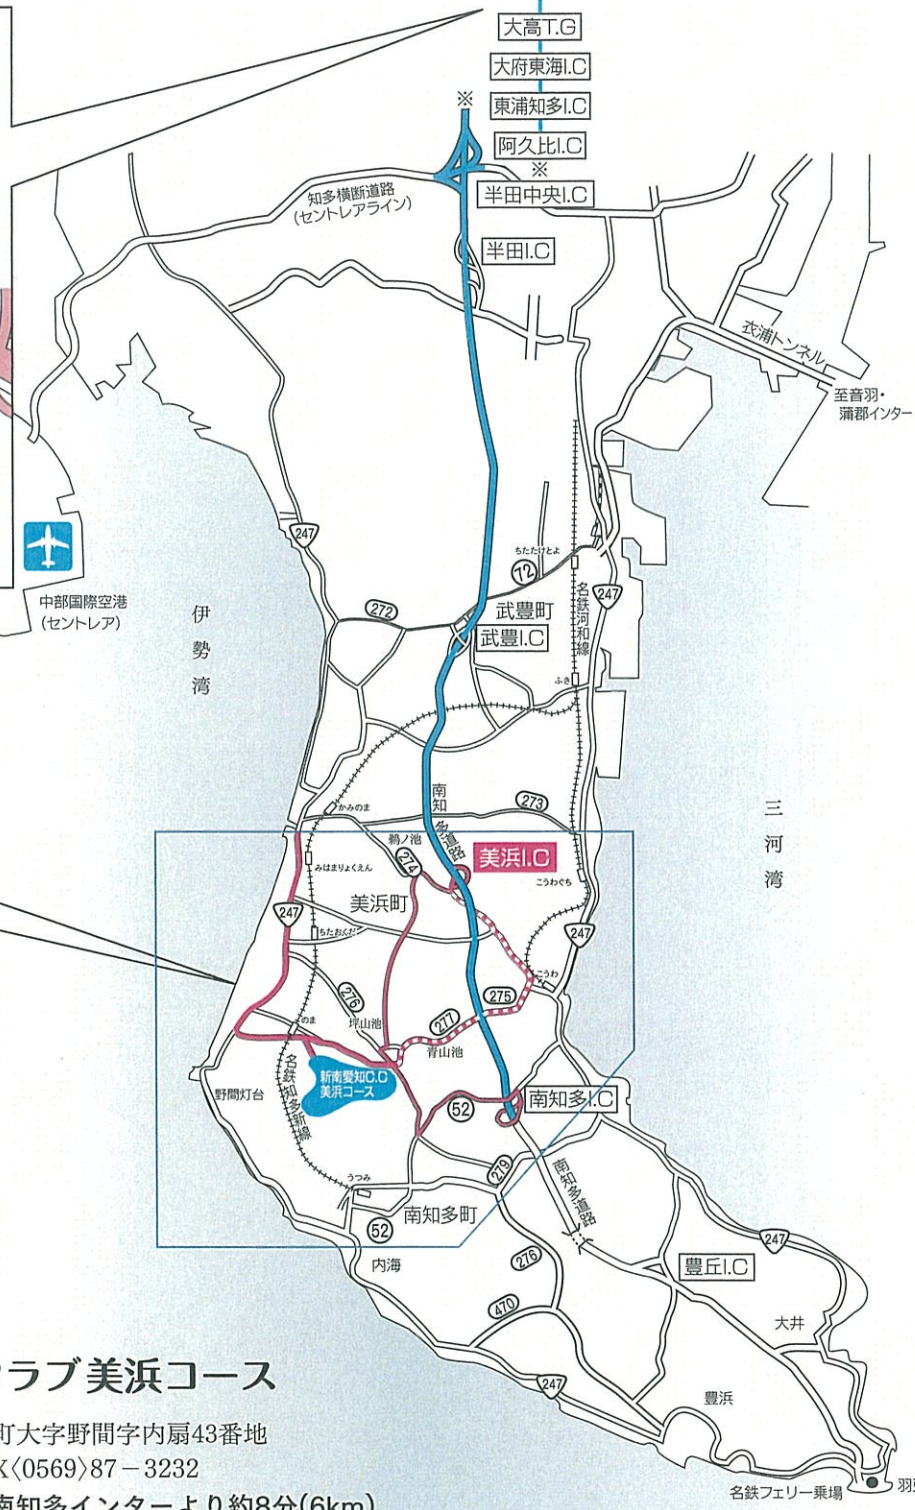 大高T.G
大府東海I.C
※
東浦知多I.C
阿久比I.C
※
半田中央I.C
知多横断道路
(セントレアライン)
半田I.C
衣浦トンネル
至音羽・
蒲郡インター
247
ちたたけとよ
72
中部国際空港
(セントレア)
伊勢湾
272
武豊町
武豊I.C
名鉄河和線
247
ふき
南知多道路
273
かみのま
三河湾
鵜ノ池
274
美浜I.C
みはまりょくえん
こうわぐち
美浜町
247
ちたおくだ
247
こうわ
276
275
坪山池
277
のま
青山池
新南愛知C.C
美浜コース
野間灯台
名鉄知多新線
52
南知多I.C
279
南知多道路
うつみ
南知多町
52
247
内海
276
豊丘I.C
470
大井
247
豊浜
ラブ美浜コース
町大字野間字内扇43番地
X〈0569〉87－3232
南知多インターより約8分(6km)
名鉄フェリー乗場
羽